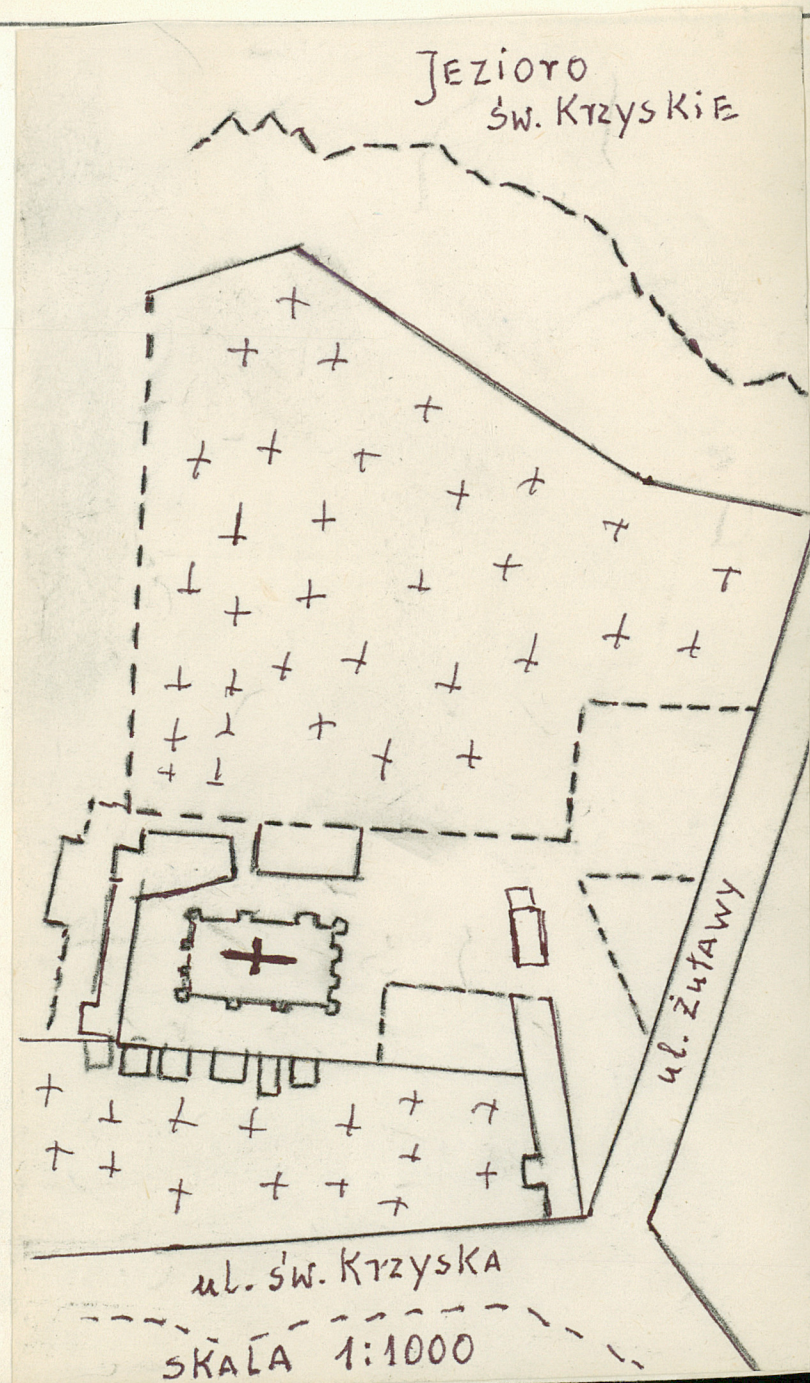 JEZiOrO
św. KrzysKiE
ul. ŻuŁAWY
ul. św. KrzysKA
SKALA 1:1000